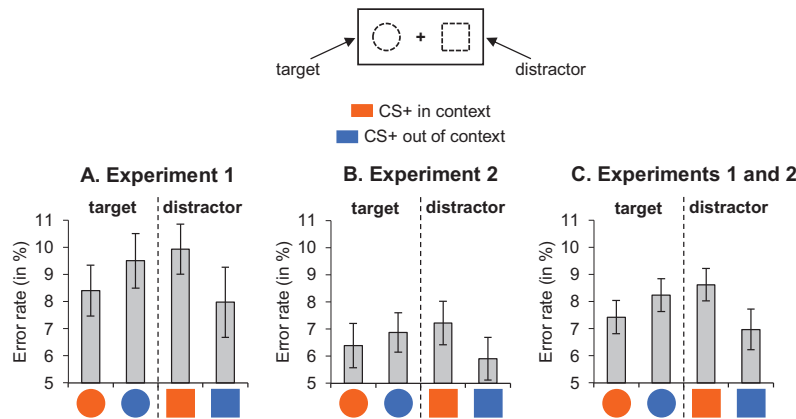 +
target
distractor
CS+ in context
CS+ out of context
A. Experiment 1
target
distractor
Error rate (in %)
11
10
9
8
7
6
5
B. Experiment 2
target
distractor
Error rate (in %)
11
10
9
8
7
6
5
C. Experiments 1 and 2
target
distractor
Error rate (in %)
11
10
9
8
7
6
5